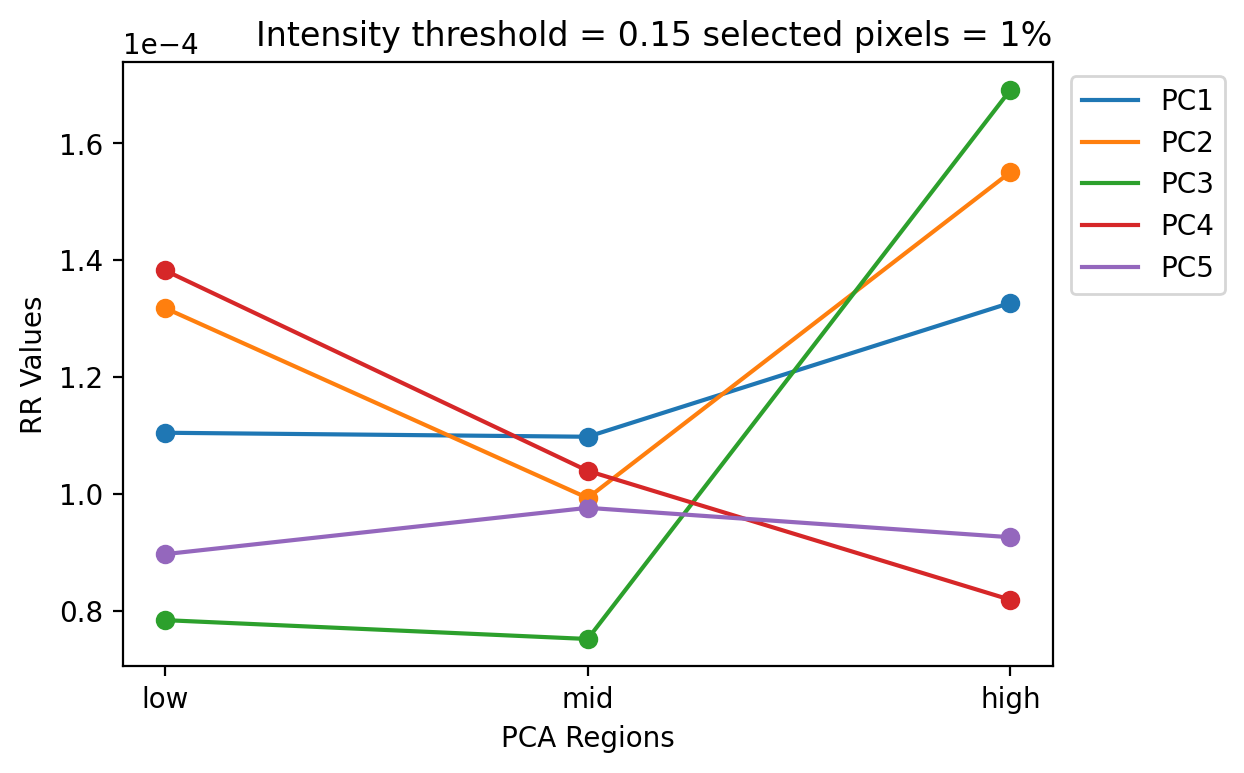 Intensity threshold = 0.15 selected pixels = 1%
1e−4
1.6
1.4
1.2
1.0
0.8
RR Values
low
mid
high
PCA Regions
PC1
PC2
PC3
PC4
PC5